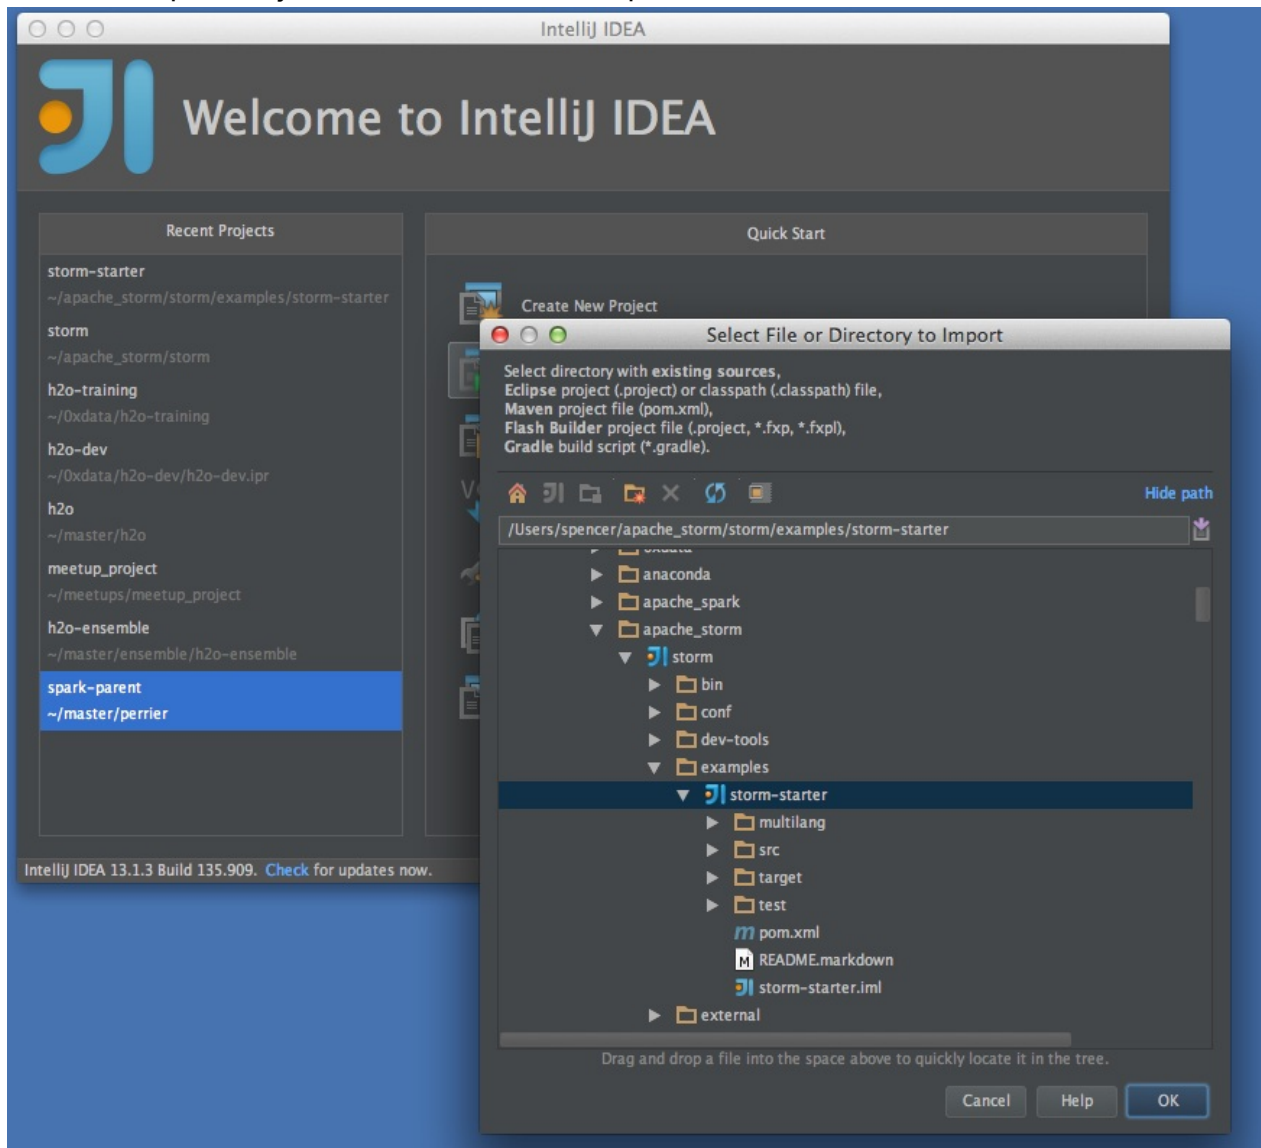 IntelliJ IDEA
Welcome to IntelliJ IDEA
Recent Projects
storm-starter
~/apache_storm/storm/examples/storm-starter
storm
~/apache_storm/storm
h2o-training
~/0xdata/h2o-training
h2o-dev
~/0xdata/h2o-dev/h2o-dev.ipr
h2o
~/master/h2o
meetup_project
~/meetups/meetup_project
h2o-ensemble
~/master/ensemble/h2o-ensemble
spark-parent
~/master/perrier
IntelliJ IDEA 13.1.3 Build 135.909. Check for updates now.
Quick Start
Create New Project
Select File or Directory to Import
Select directory with existing sources,
Eclipse project (.project) or classpath (.classpath) file,
Maven project file (pom.xml),
Flash Builder project file (.project, *.fxp, *.fxpl),
Gradle build script (*.gradle).
Hide path
/Users/spencer/apache_storm/storm/examples/storm-starter
anaconda
apache_spark
apache_storm
storm
bin
conf
dev-tools
examples
storm-starter
multilang
src
target
test
pom.xml
README.markdown
storm-starter.iml
external
Drag and drop a file into the space above to quickly locate it in the tree.
Cancel Help OK